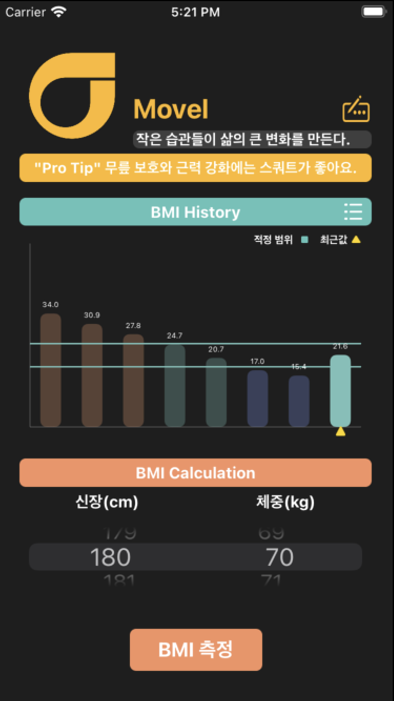 Carrier
5:21 PM
Movel
작은 습관들이 삶의 큰 변화를 만든다.
"Pro Tip" 무릎 보호와 근력 강화에는 스쿼트가 좋아요.
BMI History
적정 범위 최근값
34.0
30.9
27.8
24.7
20.7
17.0
15.4
21.6
BMI Calculation
신장(cm) 체중(kg)
179 69
180 70
181 71
BMI 측정